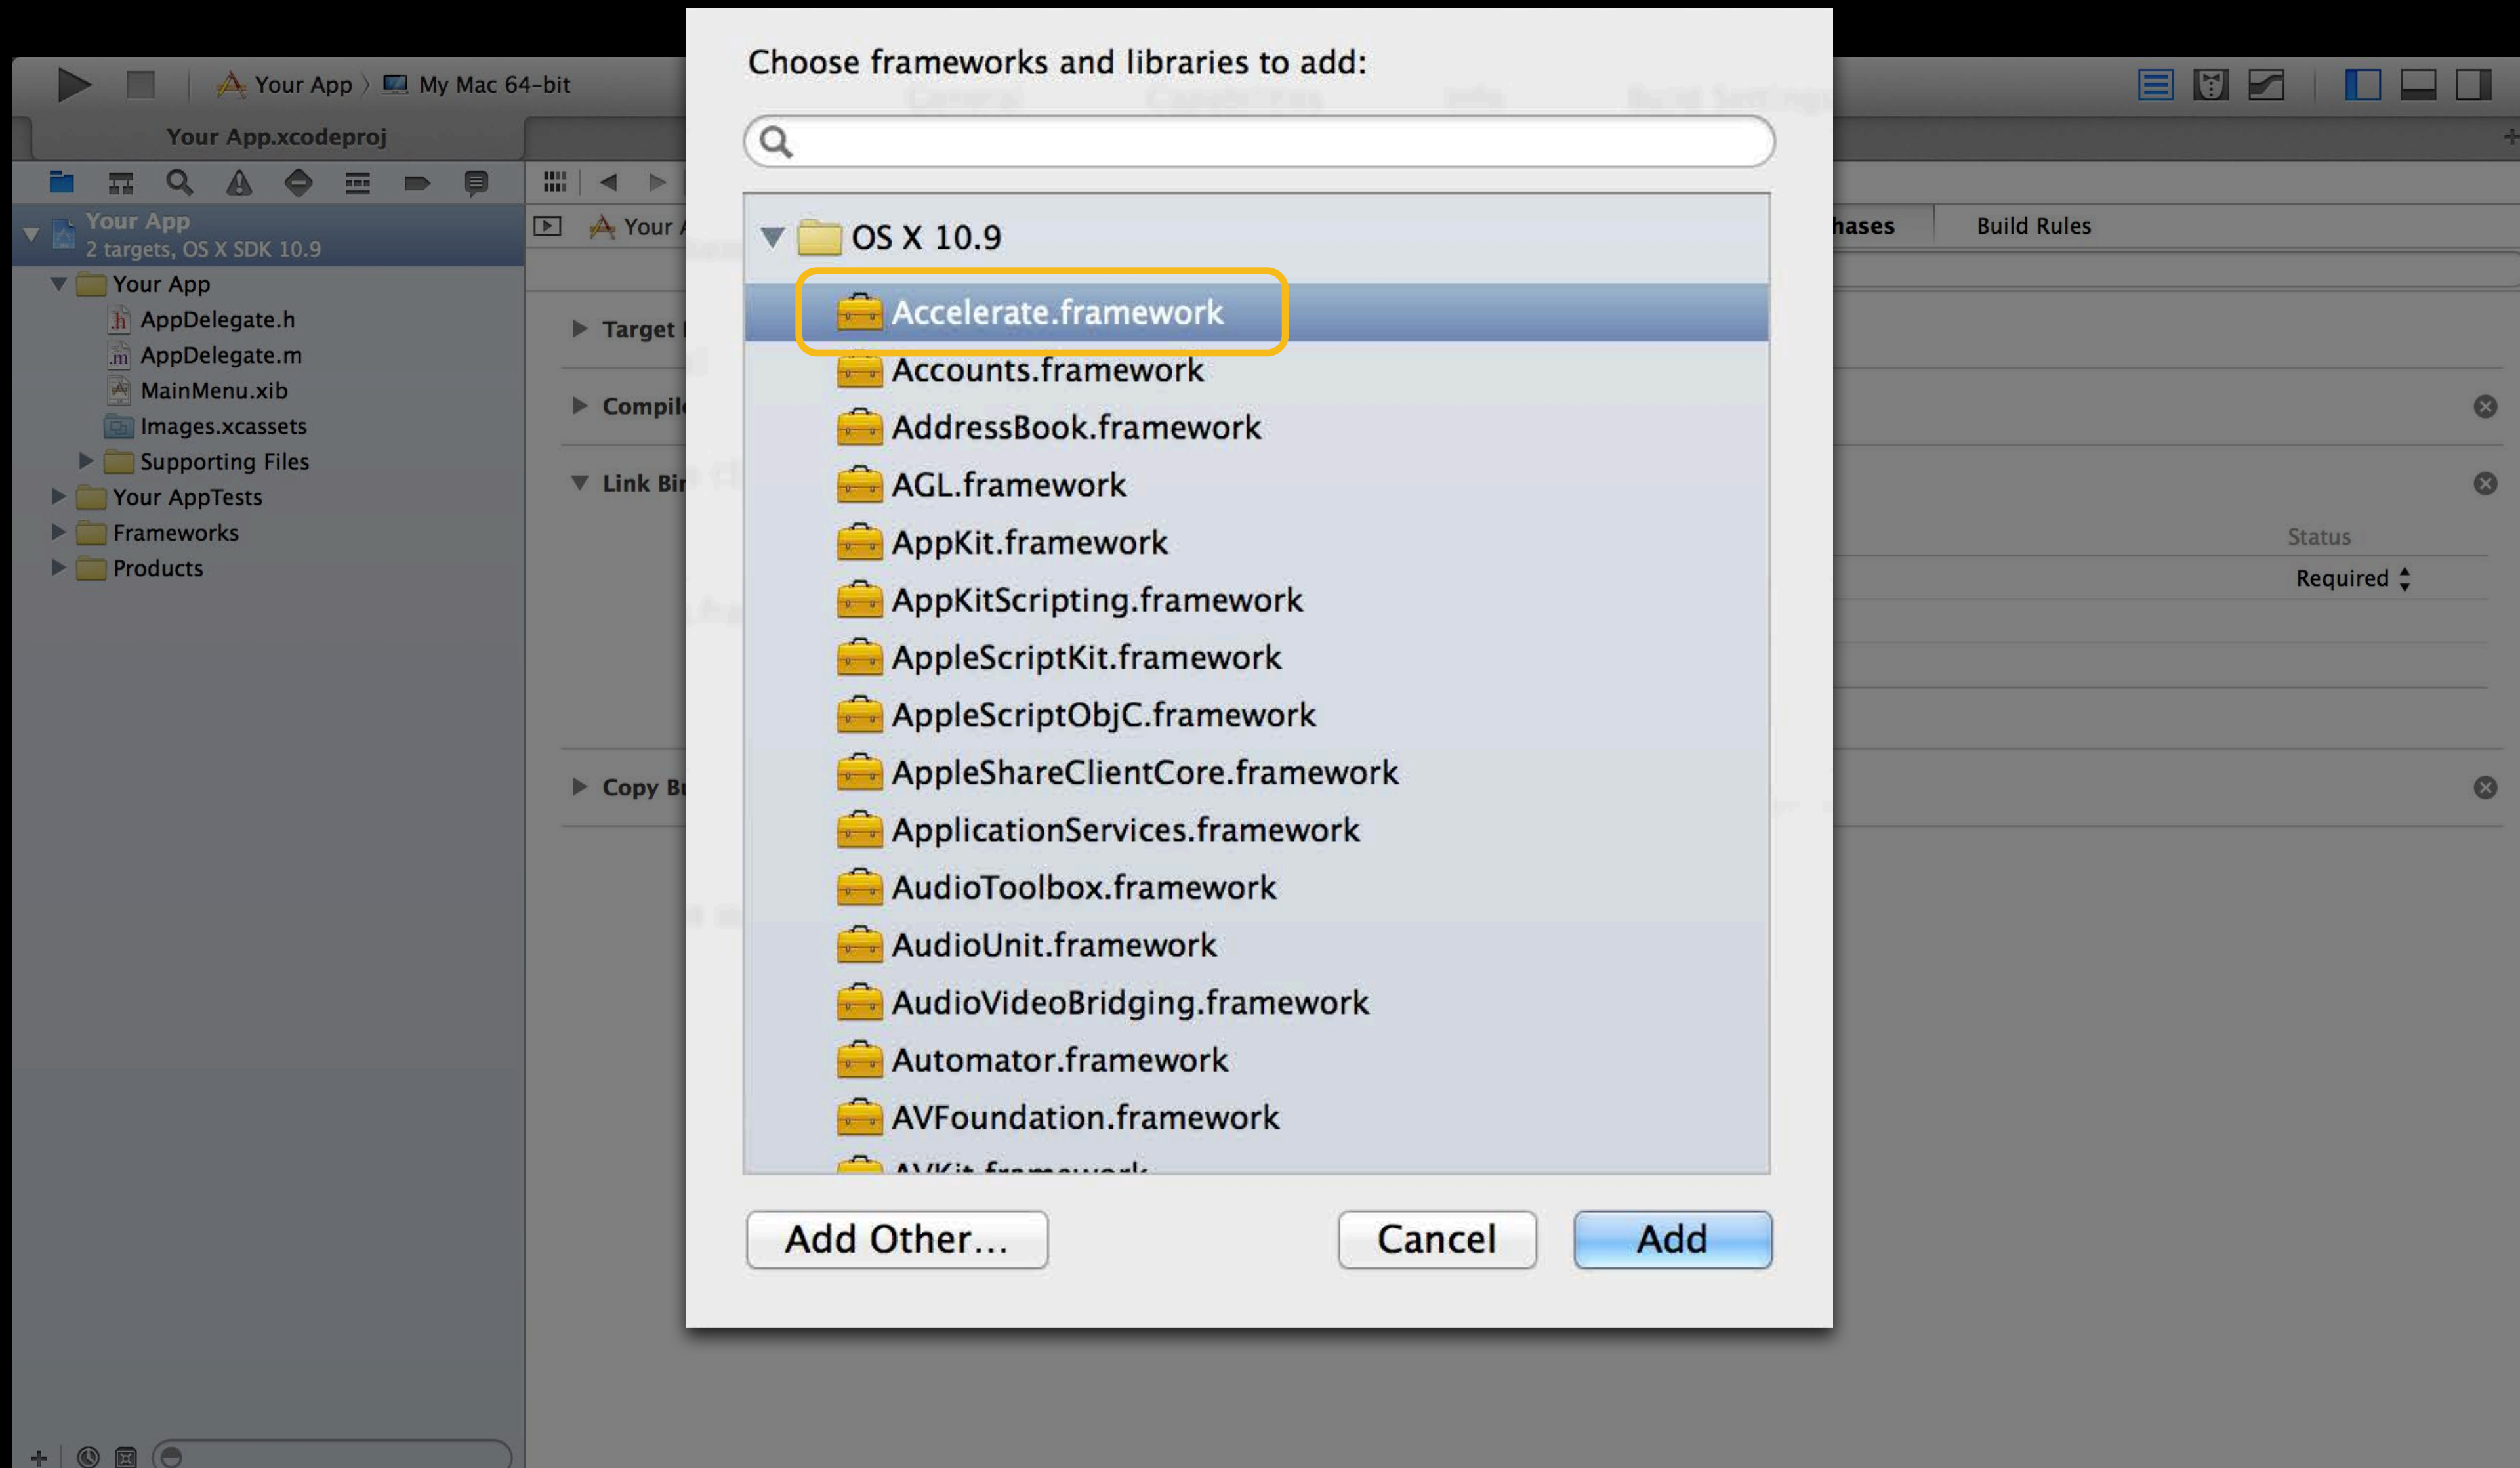 Your App
My Mac 64-bit
Your App.xcodeproj
Your App
2 targets, OS X SDK 10.9
Your App
AppDelegate.h
AppDelegate.m
MainMenu.xib
Images.xcassets
Supporting Files
Your AppTests
Frameworks
Products
Your
Target
Link
Copy
Choose frameworks and libraries to add:
OS X 10.9
Accelerate.framework
Accounts.framework
AddressBook.framework
AGL.framework
AppKit.framework
AppKitScripting.framework
AppleScriptKit.framework
AppleScriptObjC.framework
AppleShareClientCore.framework
ApplicationServices.framework
AudioToolbox.framework
AudioUnit.framework
AudioVideoBridging.framework
Automator.framework
AVFoundation.framework
AVKit.framework
Add Other...
Cancel
Add
Build Rules
Status
Required